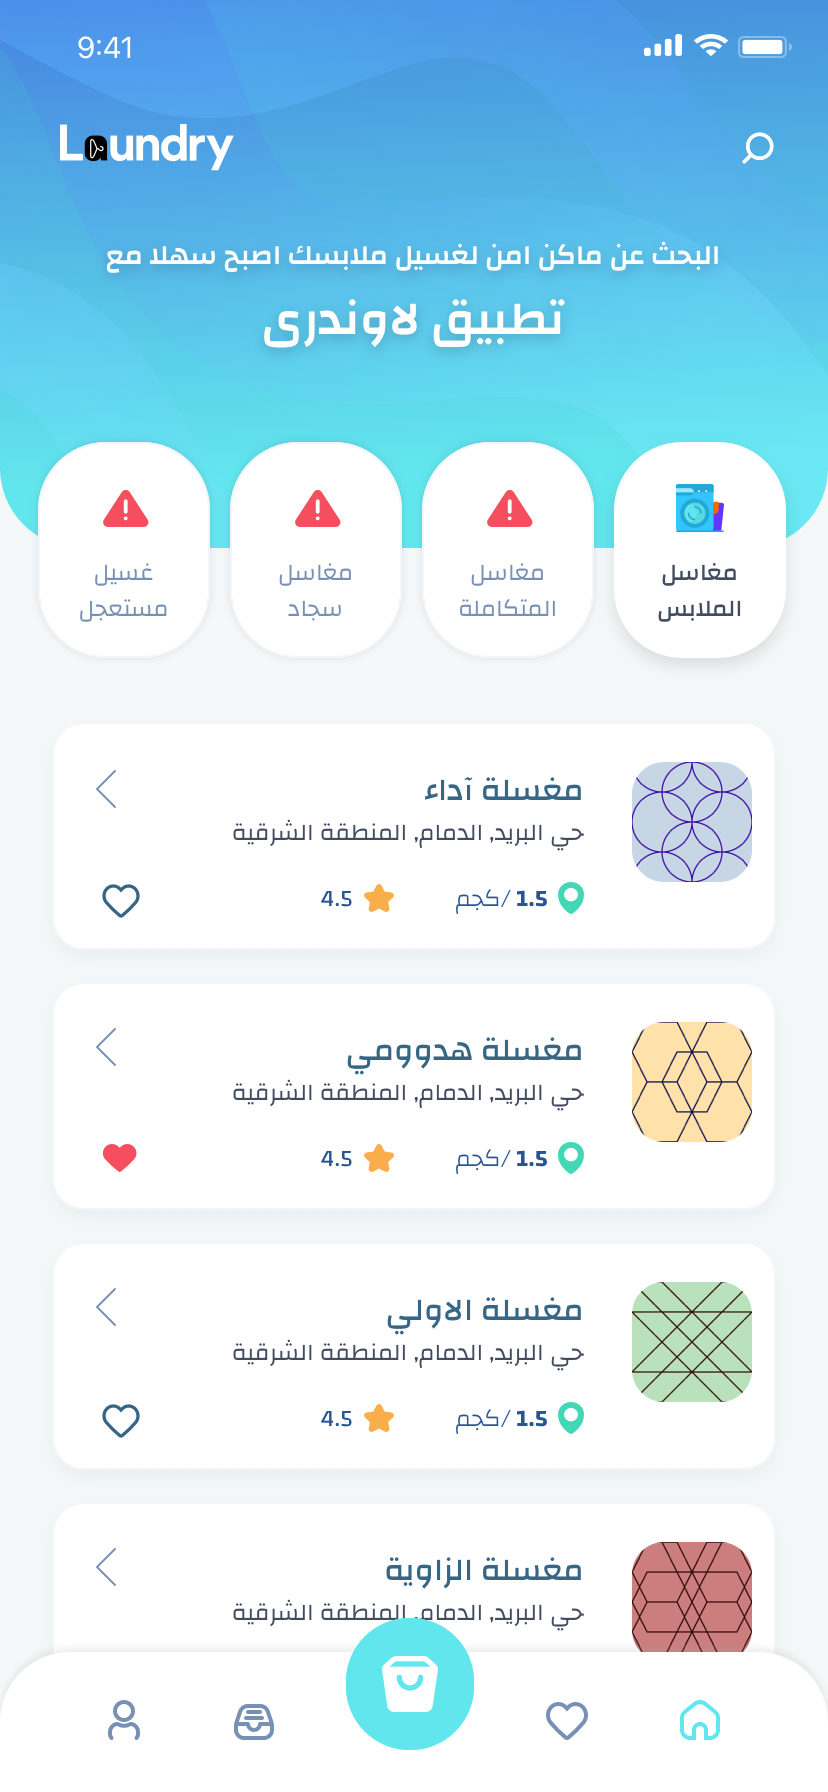 9:41
Laundry
البحث عن ماكن امن لغسيل ملابسك اصبح سهلا مع
تطبيق لاوندرى
مغاسل
الملابس
مغاسل
المتكاملة
مغاسل
سجاد
غسيل
مستعجل
مغسلة آداء
حي البريد, الدمام, المنطقة الشرقية
1.5 /كجم
4.5
مغسلة هدوومي
حي البريد, الدمام, المنطقة الشرقية
1.5 /كجم
4.5
مغسلة الاولي
حي البريد, الدمام, المنطقة الشرقية
1.5 /كجم
4.5
مغسلة الزاوية
حي البريد, الدمام, المنطقة الشرقية